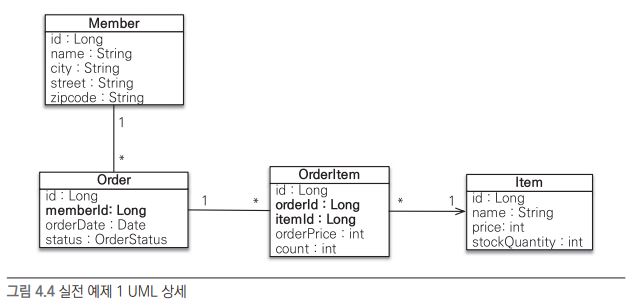 Member
id : Long
name : String
city : String
street : String
zipcode : String
1
*
Order
id : Long
memberId: Long
orderDate : Date
status : OrderStatus
1
*
OrderItem
id : Long
orderId : Long
itemId : Long
orderPrice : int
count : int
*
1
Item
id : Long
name : String
price: int
stockQuantity : int
그림 4.4 실전 예제 1 UML 상세